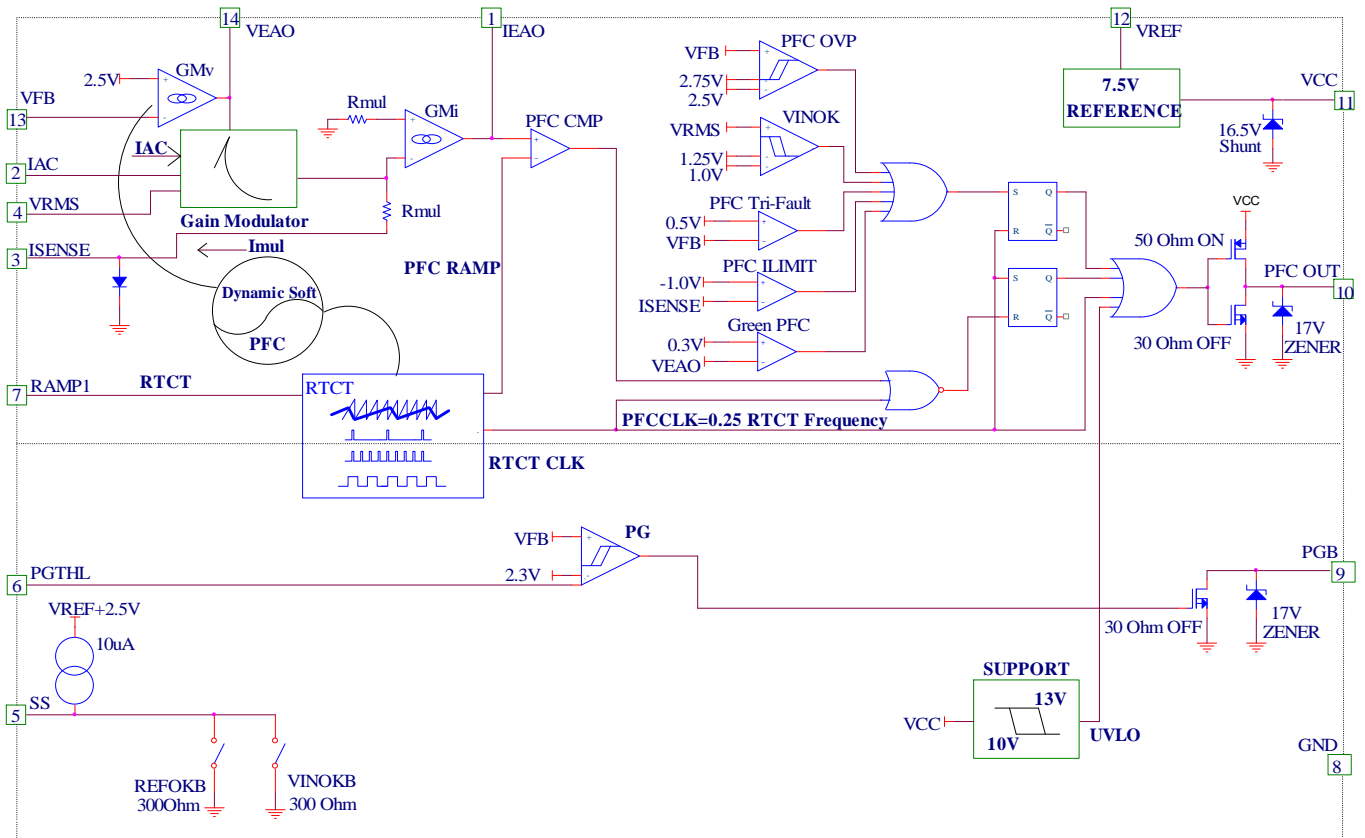 14
VEAO
1
IEAO
12
VREF
GMv
2.5V
VFB
13
IAC
IAC
2
VRMS
4
Gain Modulator
ISENSE
3
Imul
Rmul
GMi
Rmul
PFC CMP
PFC RAMP
Dynamic Soft
PFC
VFB
PFC OVP
2.75V
2.5V
VRMS
VINOK
1.25V
1.0V
PFC Tri-Fault
0.5V
VFB
PFC ILIMIT
-1.0V
ISENSE
Green PFC
0.3V
VEAO
7.5V
REFERENCE
VCC
11
16.5V
Shunt
S
Q
R
Q
S
Q
R
Q
VCC
50 Ohm ON
PFC OUT
10
30 Ohm OFF
17V
ZENER
RAMP1
7
RTCT
RTCT
PFCCLK=0.25 RTCT Frequency
RTCT CLK
VFB
PG
2.3V
PGTHL
6
PGB
9
30 Ohm OFF
17V
ZENER
VREF+2.5V
10uA
SS
5
REFOKB
300Ohm
VINOKB
300 Ohm
SUPPORT
VCC
13V
10V
UVLO
GND
8